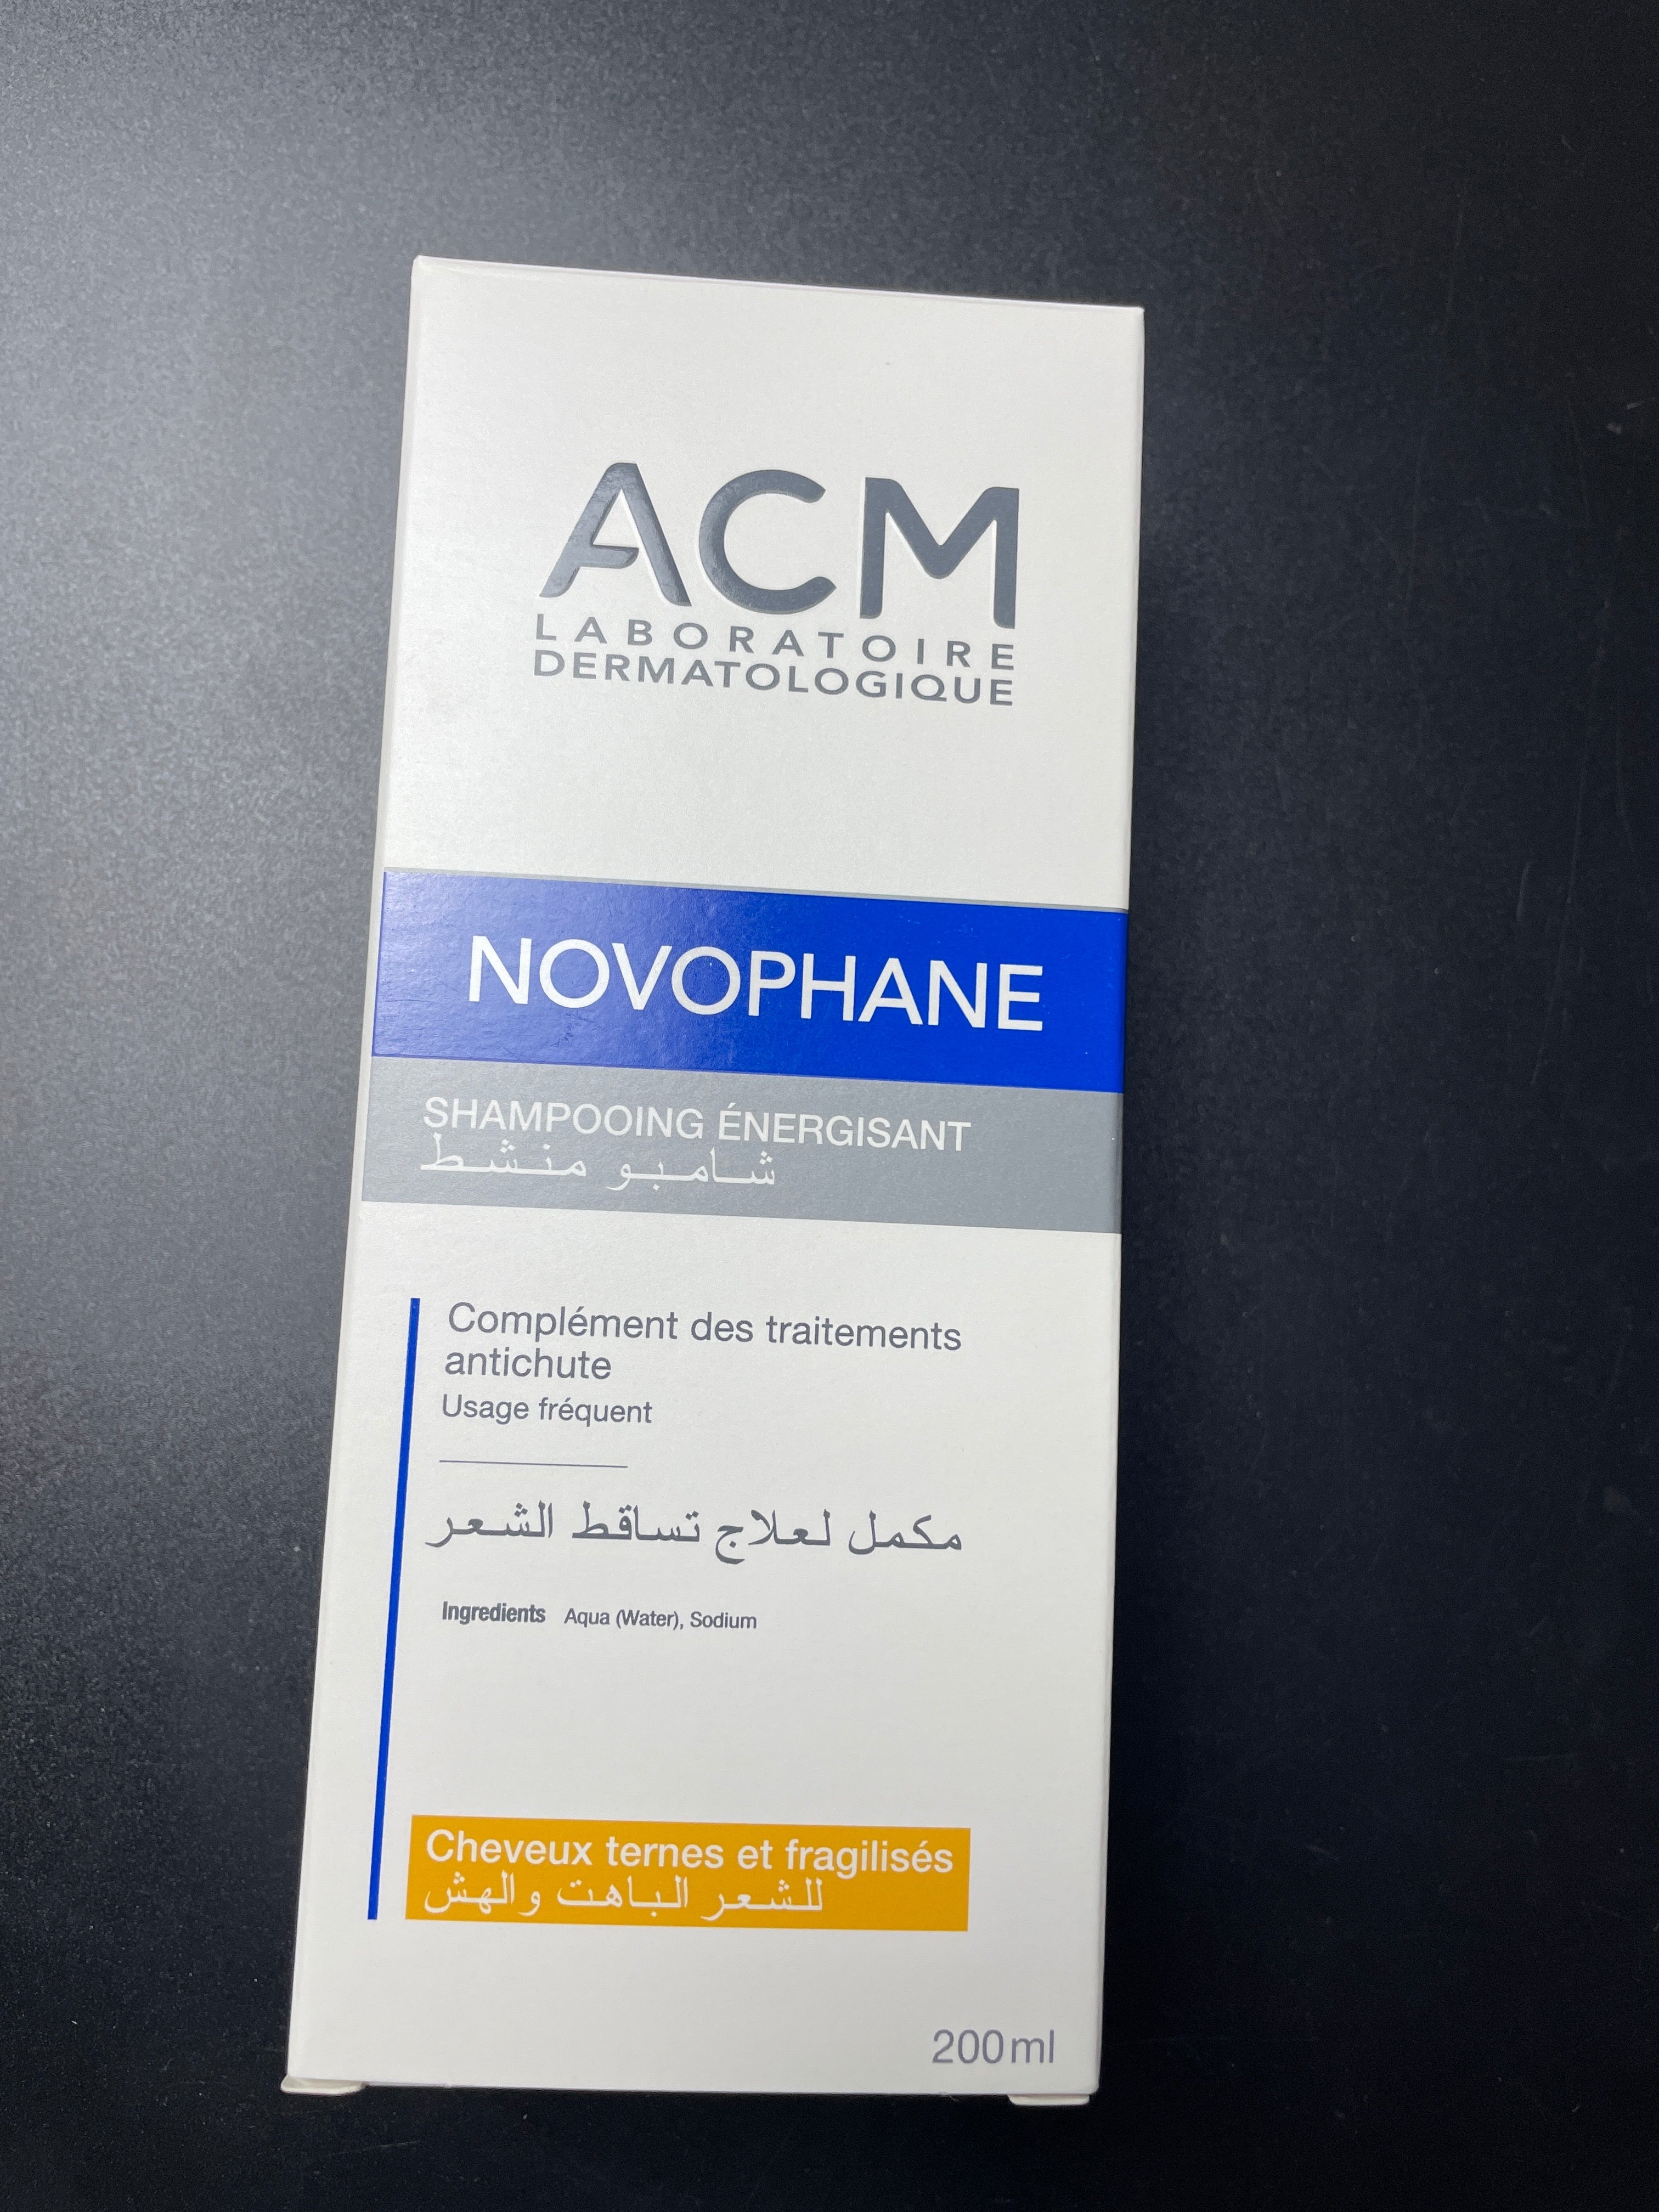 ACM
LABORATOIRE
DERMATOLOGIQUE
NOVOPHANE
SHAMPOOING ÉNERGISANT
شامبو منشط
Complément des traitements
antichute
Usage fréquent
مكمل لعلاج تساقط الشعر
Ingredients Aqua (Water), Sodium
Cheveux ternes et fragilisés
للشعر الباهت والهش
200ml